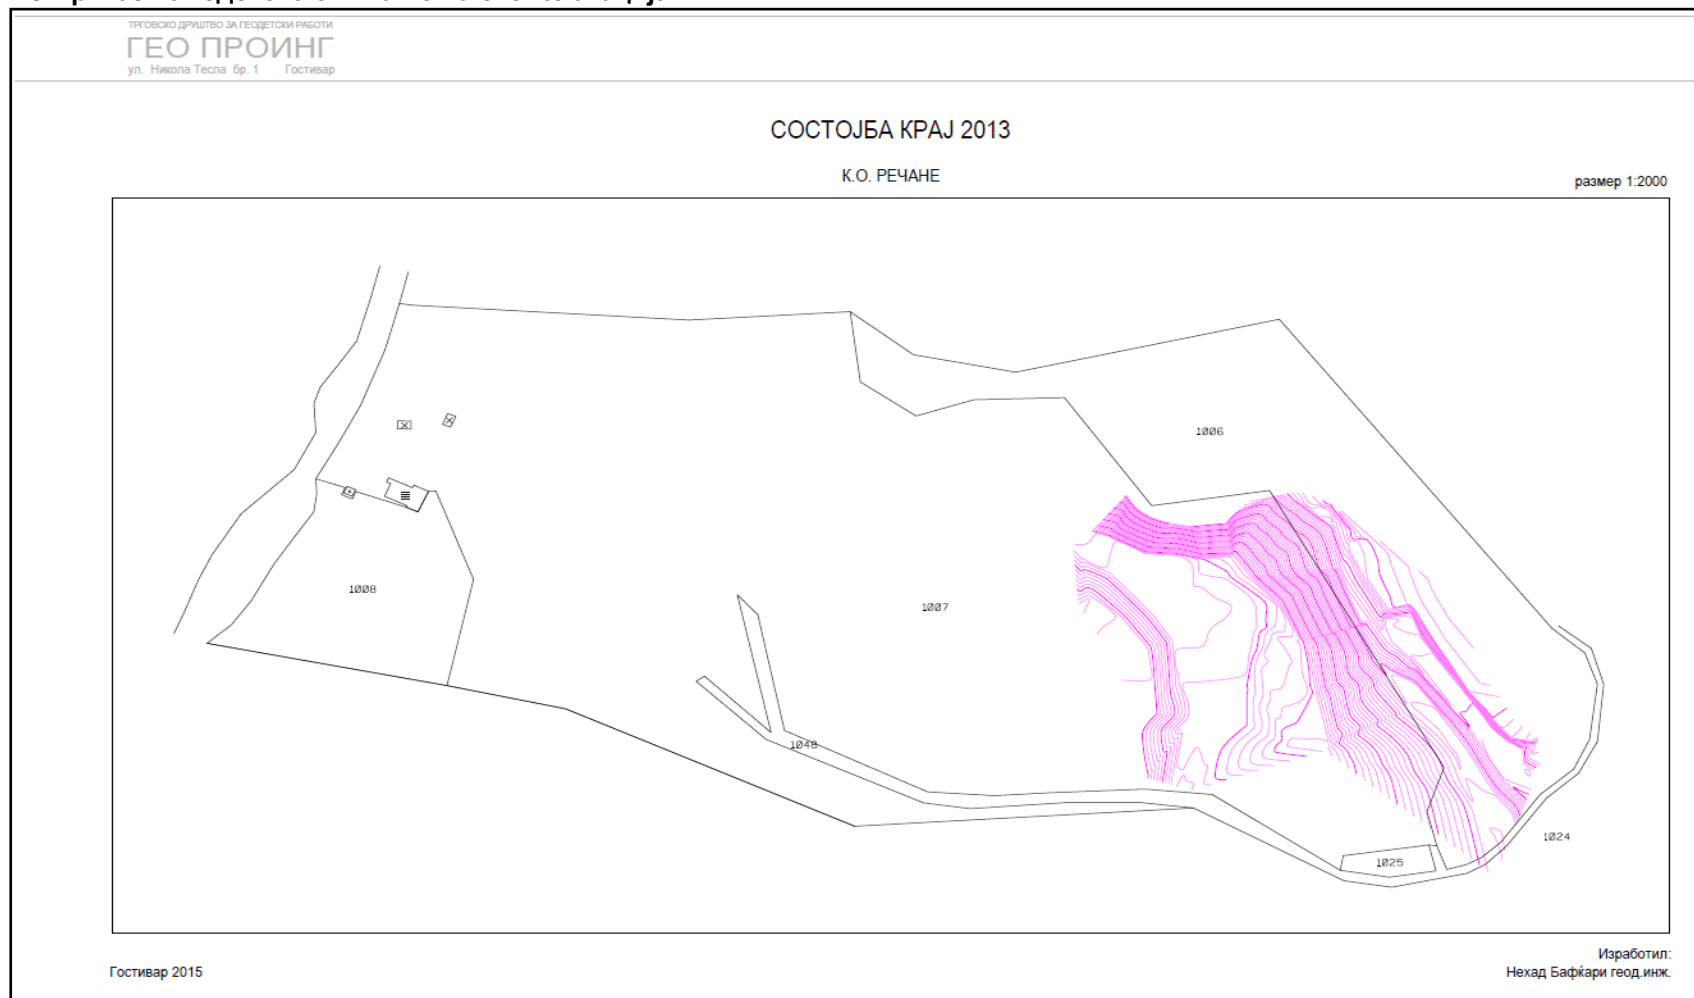 ТРГОВСКО ДРУШТВО ЗА ГЕОДЕТСКИ РАБОТИ
ГЕО ПРОИНГ
ул. Никола Тесла бр. 1 Гостивар
СОСТОЈБА КРАЈ 2013
К.О. РЕЧАНЕ
размер 1:2000
1006
1008
1007
1048
1024
1025
Изработил:
Гостивар 2015
Нехад Бафќари геод.инж.